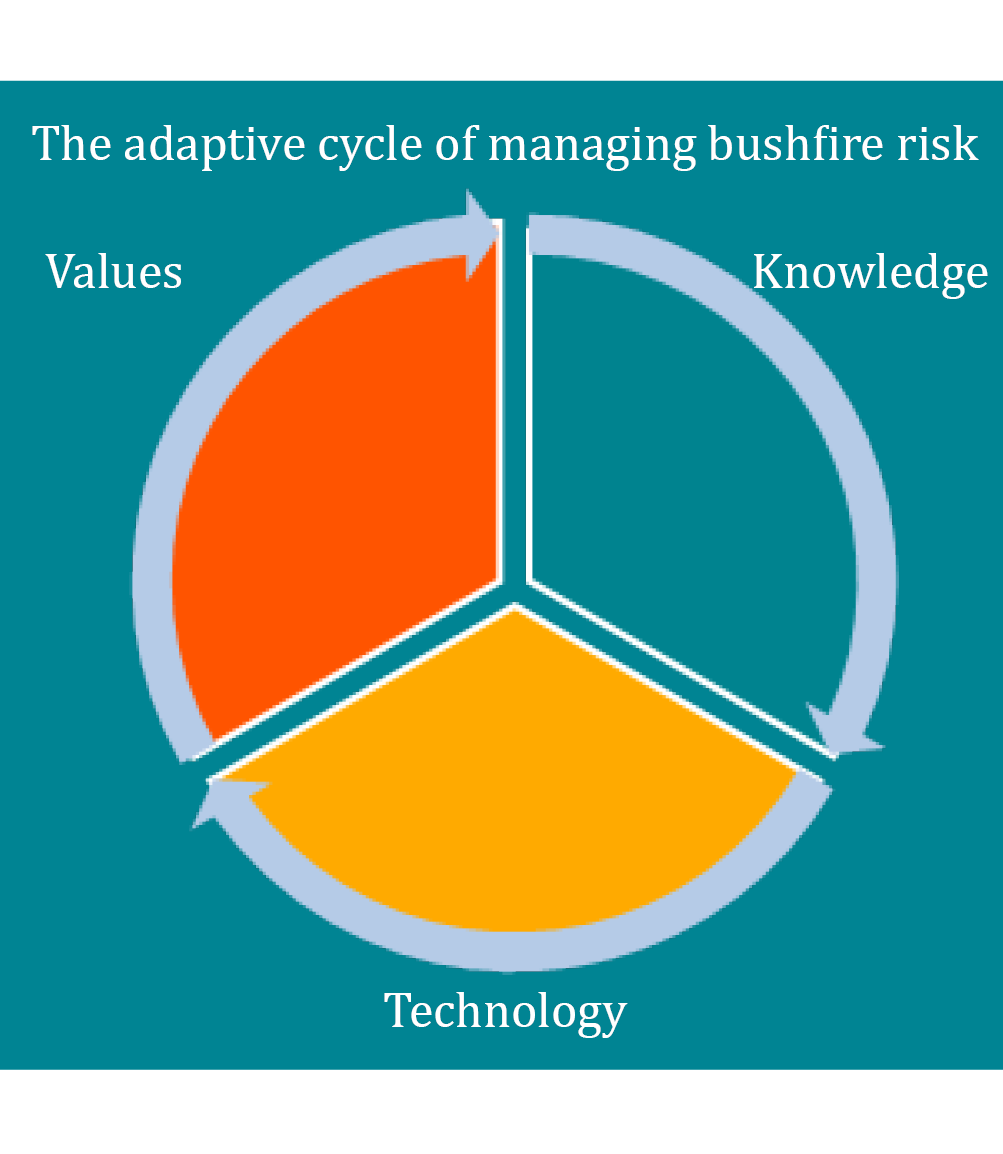 The adaptive cycle of managing bushfire risk
Values
Knowledge
Technology